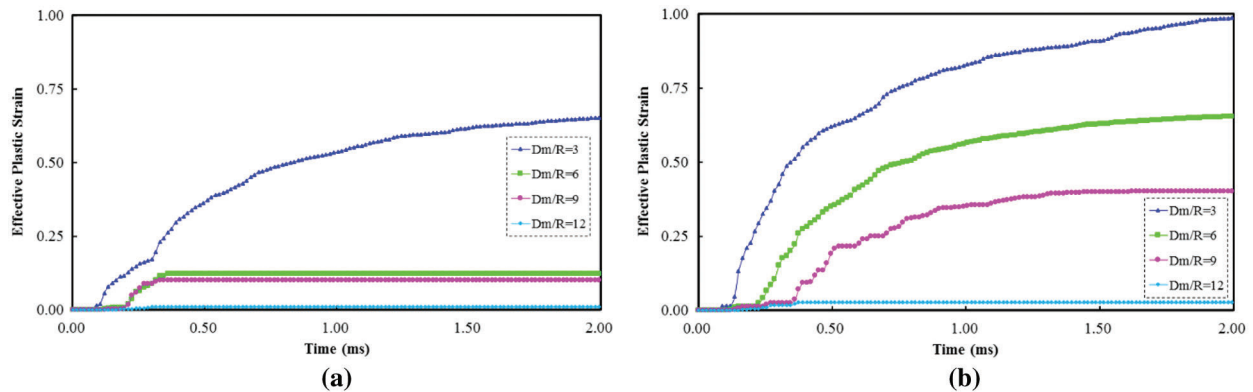 1.00
0.75
0.50
0.25
0.00
Effective Plastic Strain
0.00 0.50 1.00 1.50 2.00
Time (ms)
Dm/R=3
Dm/R=6
Dm/R=9
Dm/R=12
(a)
1.00
0.75
0.50
0.25
0.00
Effective Plastic Strain
0.00 0.50 1.00 1.50 2.00
Time (ms)
Dm/R=3
Dm/R=6
Dm/R=9
Dm/R=12
(b)